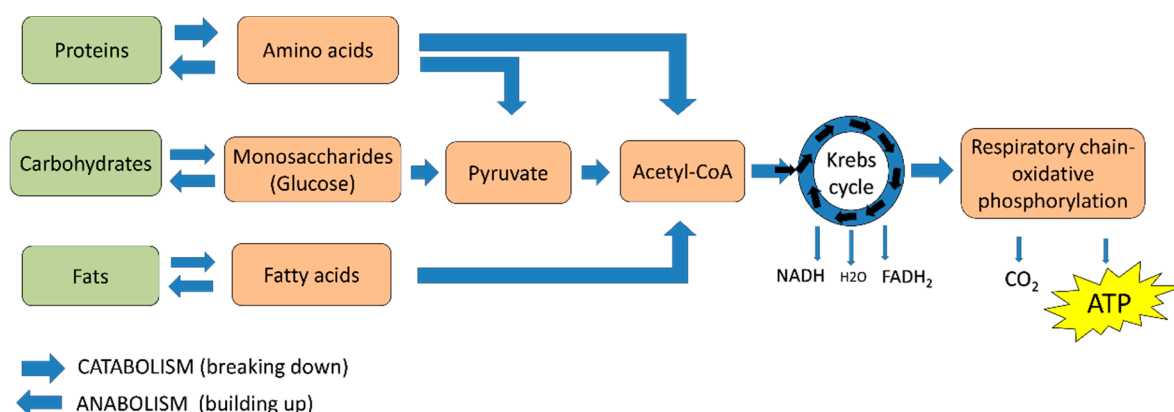 Proteins
Amino acids
Carbohydrates
Monosaccharides
(Glucose)
Pyruvate
Acetyl-CoA
Krebs
cycle
Respiratory chain-
oxidative
phosphorylation
Fats
Fatty acids
NADH
H2O
FADH₂
CO₂
ATP
CATABOLISM (breaking down)
ANABOLISM (building up)